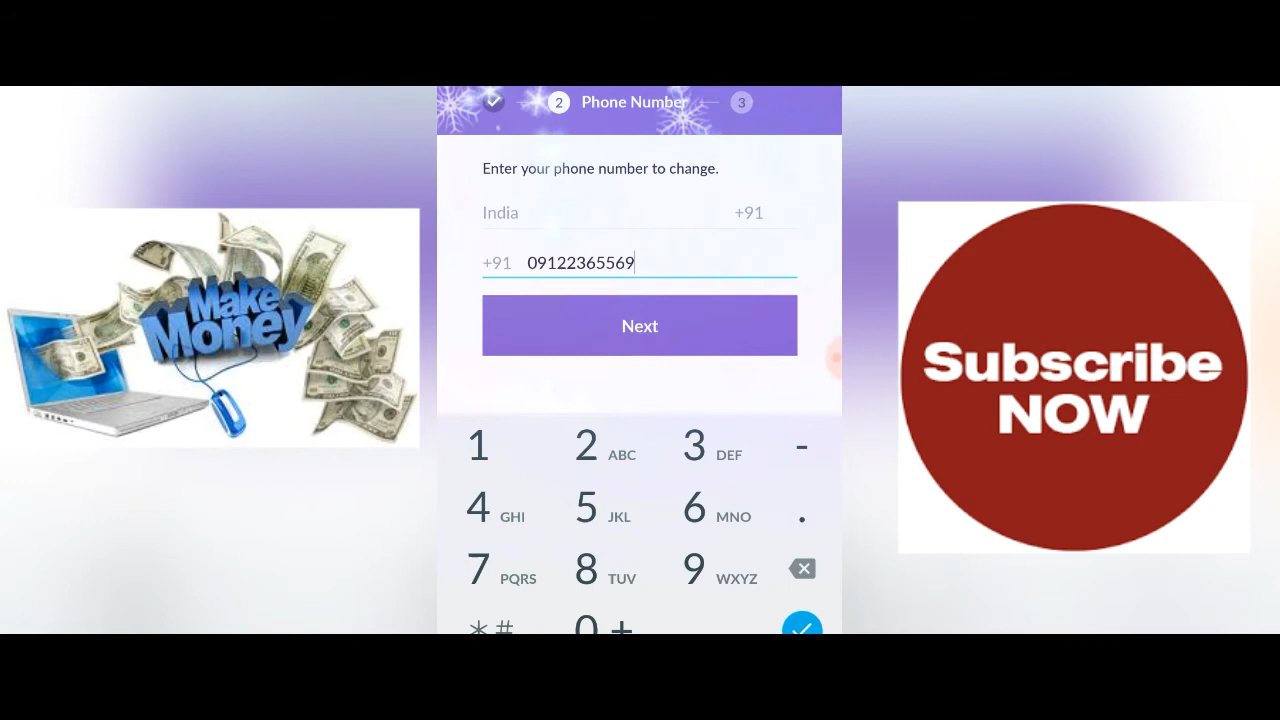 2 Phone Number 3
Enter your phone number to change.
India +91
+91 09122365569
Next
Make
Money
Subscribe
NOW
1 2 ABC 3 DEF -
4 GHI 5 JKL 6 MNO .
7 PQRS 8 TUV 9 WXYZ
*# 0 +